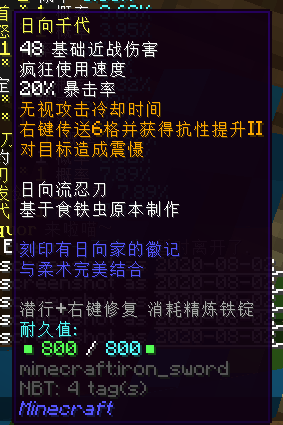 日向千代
48 基础近战伤害
疯狂使用速度
20% 暴击率
无视攻击冷却时间
右键传送6格并获得抗性提升II
对目标造成震慑
日向流忍刀
基于食铁虫原本制作
刻印有日向家的徽记
与柔术完美结合
潜行+右键修复 消耗精炼铁锭
耐久值:
▪ 800 / 800 ▪
minecraft:iron_sword
NBT: 4 tag(s)
Minecraft